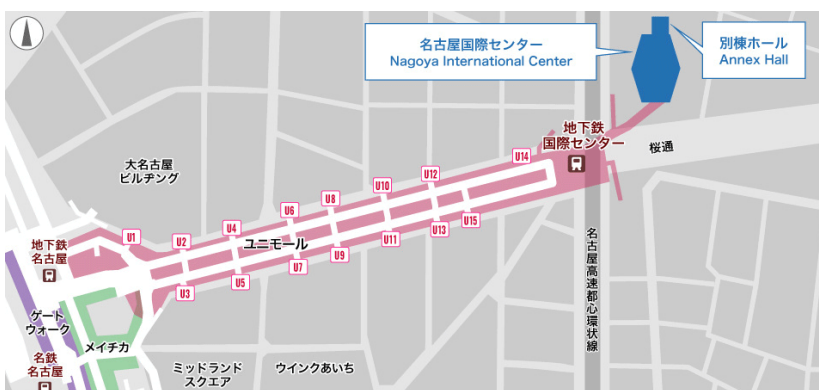 名古屋国際センター
Nagoya International Center
別棟ホール
Annex Hall
地下鉄
国際センター
桜通
大名古屋
ビルヂング
U14
U12
U10
U8
U6
U4
U2
U1
ユニモール
U15
U13
U11
U9
U7
U5
U3
地下鉄
名古屋
名古屋高速都心環状線
ゲート
ウォーク
メイチカ
名鉄
名古屋
ミッドランド
スクエア
ウインクあいち